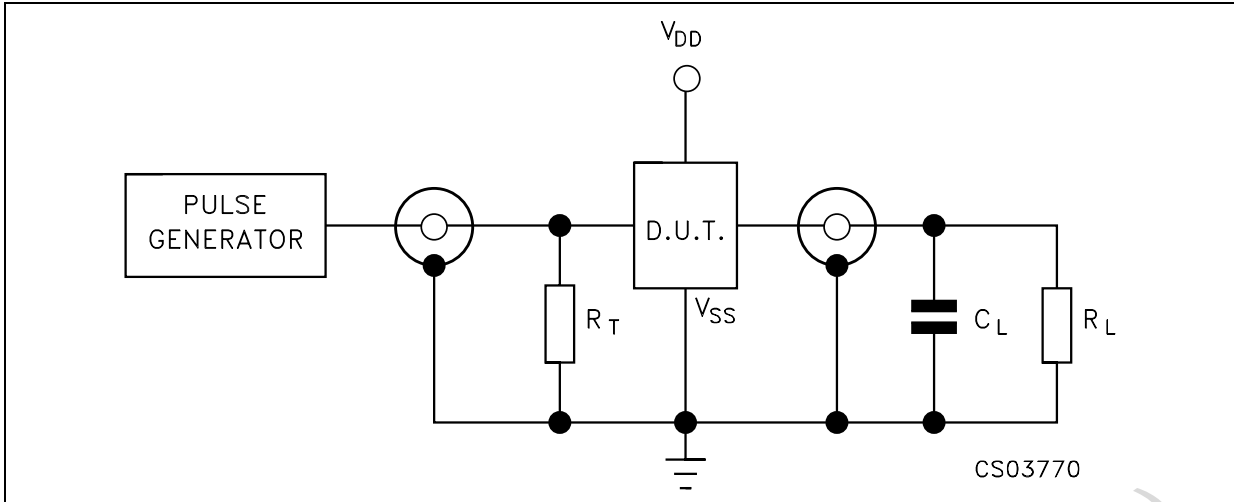 VDD
PULSE
GENERATOR
D.U.T.
VSS
RT
CL
RL
CS03770